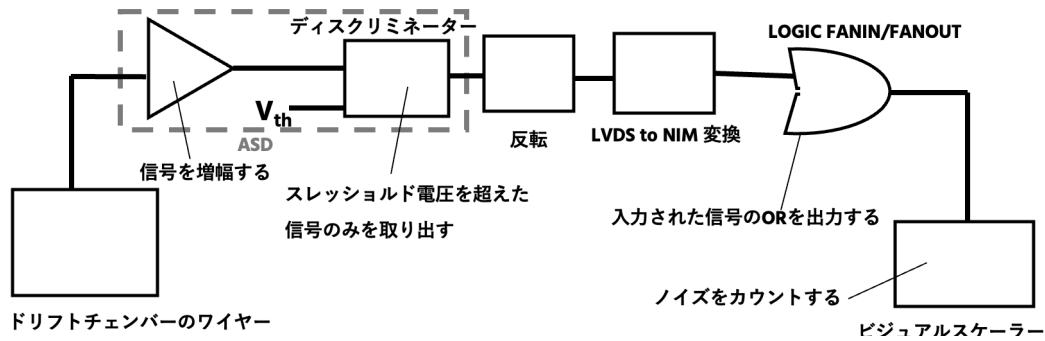 ディスクリミネーター
LOGIC FANIN/FANOUT
Vth
ASD
反転
LVDS to NIM 変換
信号を増幅する
スレッショルド電圧を超えた
信号のみを取り出す
入力された信号のORを出力する
ノイズをカウントする
ドリフトチェンバーのワイヤー
ビジュアルスケーラー